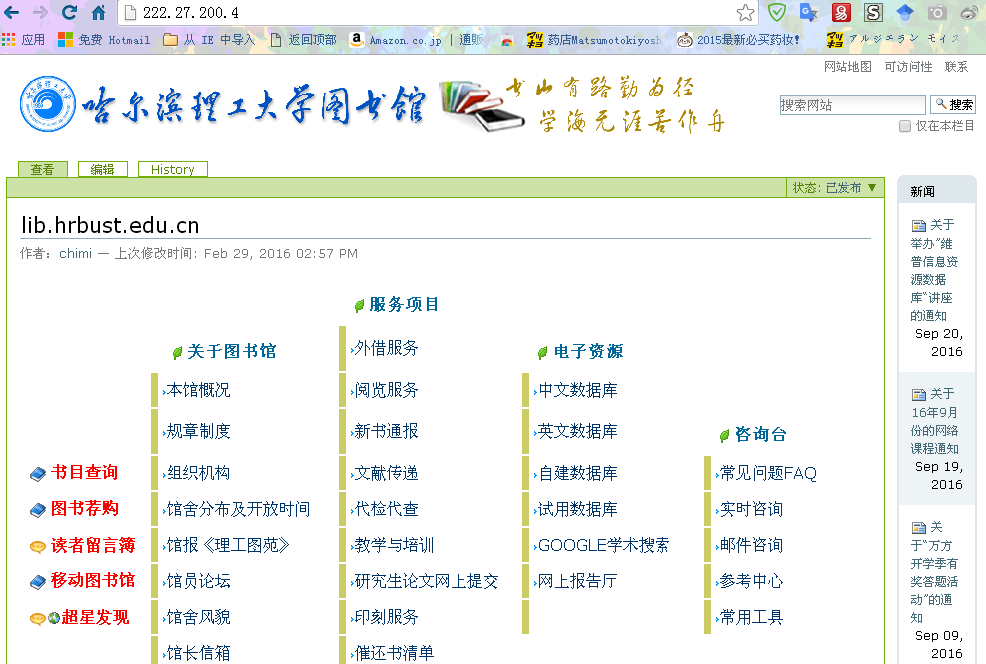 222.27.200.4
应用 免费 Hotmail 从 IE 中导入 返回顶部 Amazon.co.jp | 通贩 药店Matsumotokiyosh 2015最新必买药妆! アルジエラン モイス
网站地图 可访问性 联系
哈尔滨理工大学图书馆
书山有路勤为径
学海无涯苦作舟
搜索网站 搜索
仅在本栏目
查看 编辑 History
状态: 已发布 ▼
lib.hrbust.edu.cn
作者: chimi — 上次修改时间: Feb 29, 2016 02:57 PM
书目查询
图书荐购
读者留言簿
移动图书馆
超星发现
关于图书馆
›本馆概况
›规章制度
›组织机构
›馆舍分布及开放时间
›馆报《理工图苑》
›馆员论坛
›馆舍风貌
›馆长信箱
服务项目
›外借服务
›阅览服务
›新书通报
›文献传递
›代检代查
›教学与培训
›研究生论文网上提交
›印刻服务
›催还书清单
电子资源
›中文数据库
›英文数据库
›自建数据库
›试用数据库
›GOOGLE学术搜索
›网上报告厅
咨询台
›常见问题FAQ
›实时咨询
›邮件咨询
›参考中心
›常用工具
新闻
关于
举办"维
普信息资
源数据
库"讲座
的通知
Sep 20,
2016
关于
16年9月
份的网络
课程通知
Sep 19,
2016
关
于"万方
开学季有
奖答题活
动"的通
知
Sep 09,
2016